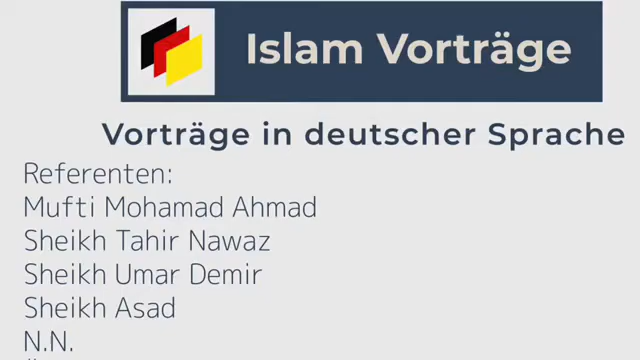 Islam Vorträge
Vorträge in deutscher Sprache
Referenten:
Mufti Mohamad Ahmad
Sheikh Tahir Nawaz
Sheikh Umar Demir
Sheikh Asad
N.N.